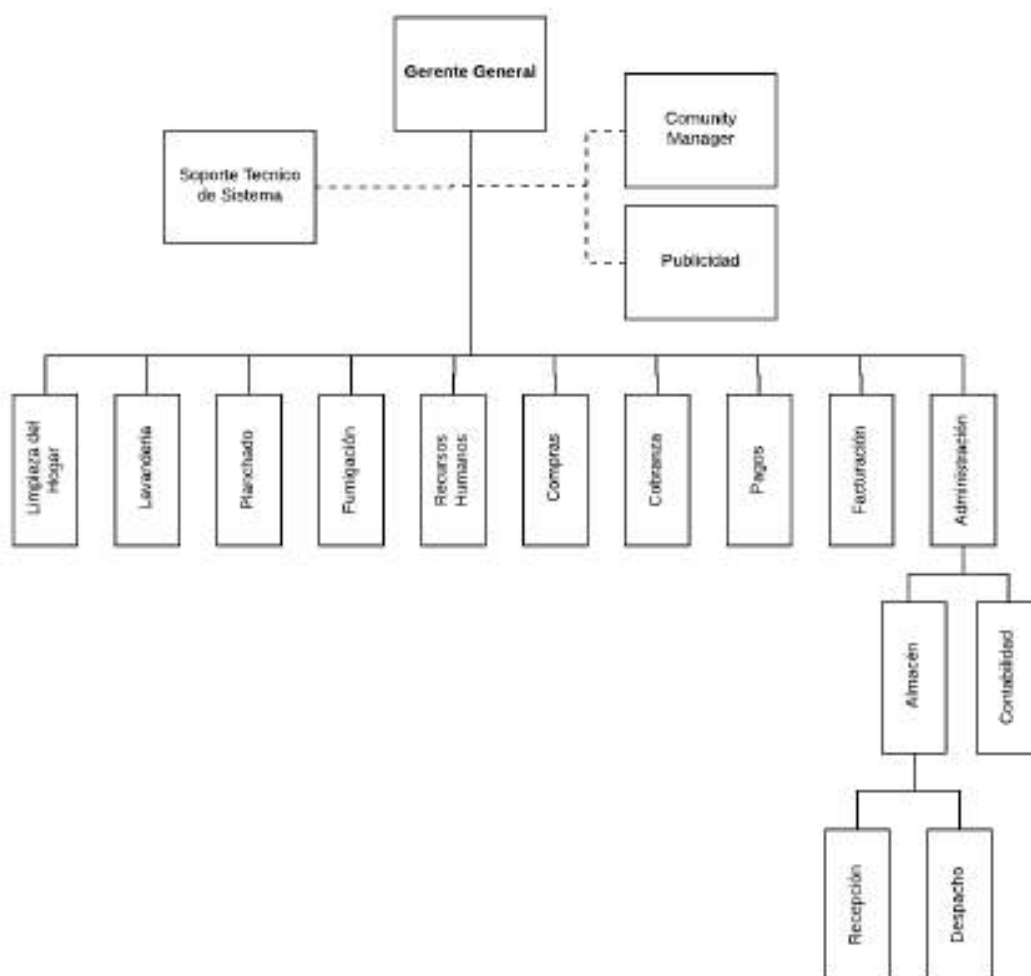 Gerente General
Comunity
Manager
Soporte Tecnico
de Sistema
Publicidad
Limpieza del
Hogar
Lavanderia
Planchado
Fumigación
Recursos
Humanos
Compras
Cobranza
Pagos
Facturación
Administración
Almacén
Contabilidad
Recepción
Despacho